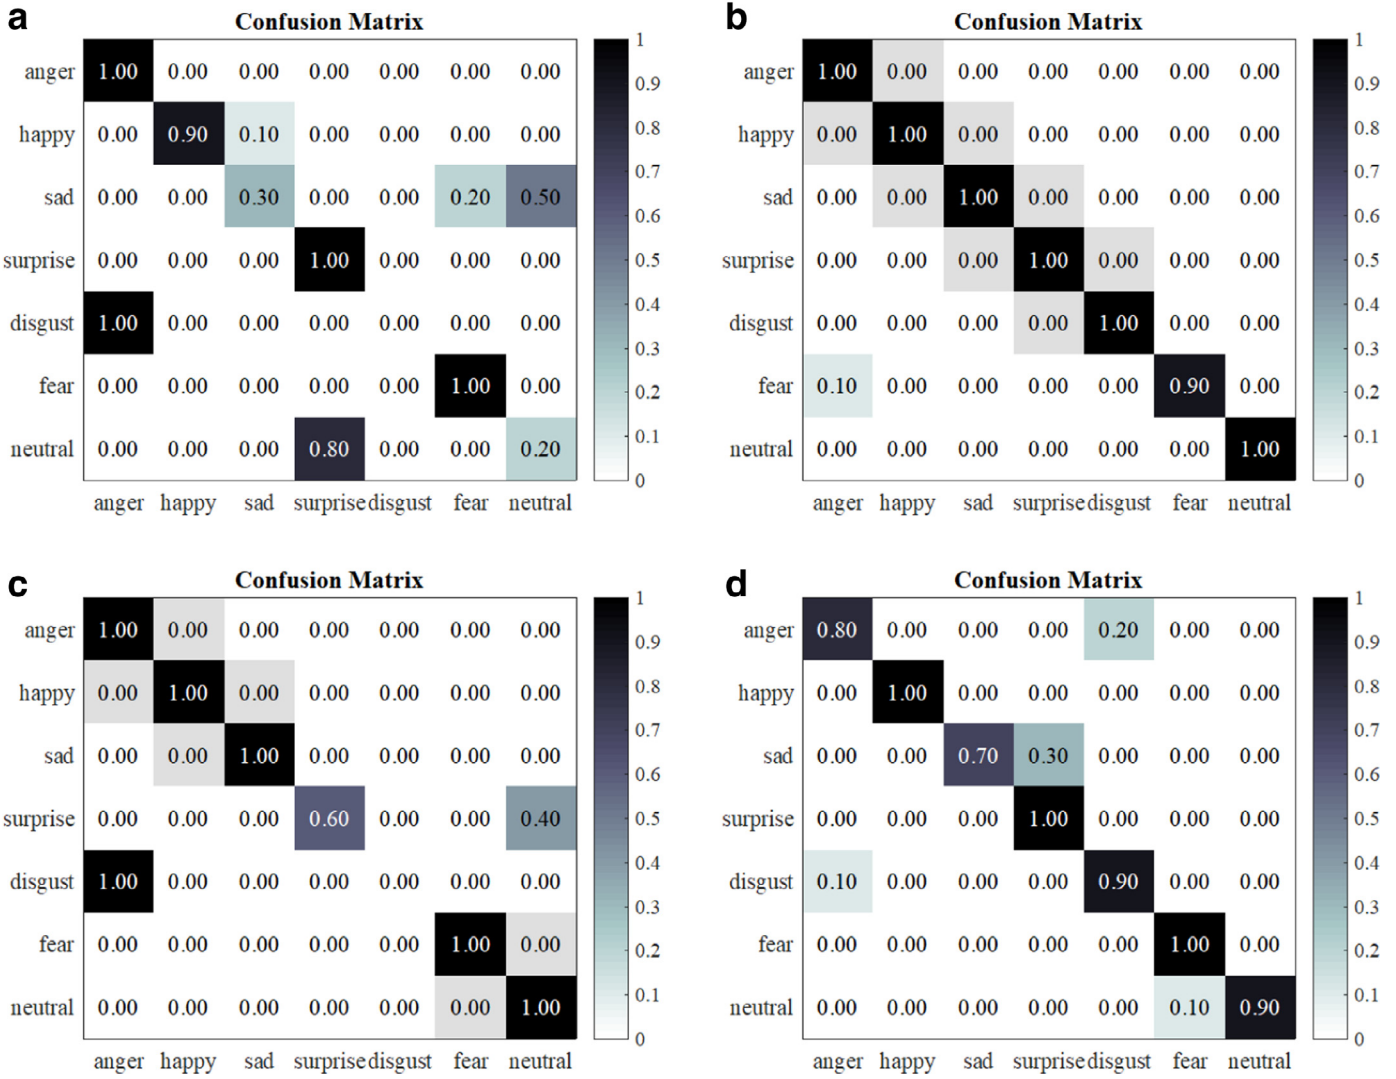 a
Confusion Matrix
anger 1.00 0.00 0.00 0.00 0.00 0.00 0.00
happy 0.00 0.90 0.10 0.00 0.00 0.00 0.00
sad 0.00 0.00 0.30 0.00 0.00 0.20 0.50
surprise 0.00 0.00 0.00 1.00 0.00 0.00 0.00
disgust 1.00 0.00 0.00 0.00 0.00 0.00 0.00
fear 0.00 0.00 0.00 0.00 0.00 1.00 0.00
neutral 0.00 0.00 0.00 0.80 0.00 0.00 0.20
anger happy sad surprise disgust fear neutral
1
0.9
0.8
0.7
0.6
0.5
0.4
0.3
0.2
0.1
0
b
Confusion Matrix
anger 1.00 0.00 0.00 0.00 0.00 0.00 0.00
happy 0.00 1.00 0.00 0.00 0.00 0.00 0.00
sad 0.00 0.00 1.00 0.00 0.00 0.00 0.00
surprise 0.00 0.00 0.00 1.00 0.00 0.00 0.00
disgust 0.00 0.00 0.00 0.00 1.00 0.00 0.00
fear 0.10 0.00 0.00 0.00 0.00 0.90 0.00
neutral 0.00 0.00 0.00 0.00 0.00 0.00 1.00
anger happy sad surprise disgust fear neutral
1
0.9
0.8
0.7
0.6
0.5
0.4
0.3
0.2
0.1
0
c
Confusion Matrix
anger 1.00 0.00 0.00 0.00 0.00 0.00 0.00
happy 0.00 1.00 0.00 0.00 0.00 0.00 0.00
sad 0.00 0.00 1.00 0.00 0.00 0.00 0.00
surprise 0.00 0.00 0.00 0.60 0.00 0.00 0.40
disgust 1.00 0.00 0.00 0.00 0.00 0.00 0.00
fear 0.00 0.00 0.00 0.00 0.00 1.00 0.00
neutral 0.00 0.00 0.00 0.00 0.00 0.00 1.00
anger happy sad surprise disgust fear neutral
1
0.9
0.8
0.7
0.6
0.5
0.4
0.3
0.2
0.1
0
d
Confusion Matrix
anger 0.80 0.00 0.00 0.00 0.20 0.00 0.00
happy 0.00 1.00 0.00 0.00 0.00 0.00 0.00
sad 0.00 0.00 0.70 0.30 0.00 0.00 0.00
surprise 0.00 0.00 0.00 1.00 0.00 0.00 0.00
disgust 0.10 0.00 0.00 0.00 0.90 0.00 0.00
fear 0.00 0.00 0.00 0.00 0.00 1.00 0.00
neutral 0.00 0.00 0.00 0.00 0.00 0.10 0.90
anger happy sad surprise disgust fear neutral
1
0.9
0.8
0.7
0.6
0.5
0.4
0.3
0.2
0.1
0